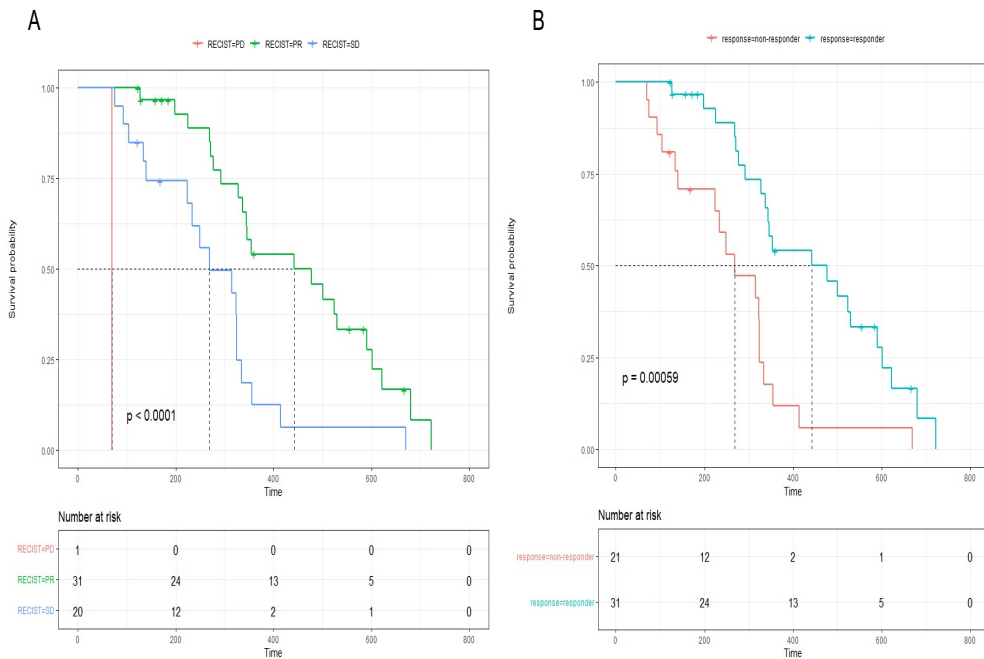 A
RECIST=PD RECIST=PR RECIST=SD
1.00
0.75
0.50
0.25
0.00
Survival probability
p < 0.0001
0 200 400 600 800
Time
Number at risk
RECIST=PD 1 0 0 0 0
RECIST=PR 31 24 13 5 0
RECIST=SD 20 12 2 1 0
0 200 400 600 800
Time
B
response=non-responder response=responder
1.00
0.75
0.50
0.25
0.00
Survival probability
p = 0.00059
0 200 400 600 800
Time
Number at risk
response=non-responder 21 12 2 1 0
response=responder 31 24 13 5 0
0 200 400 600 800
Time